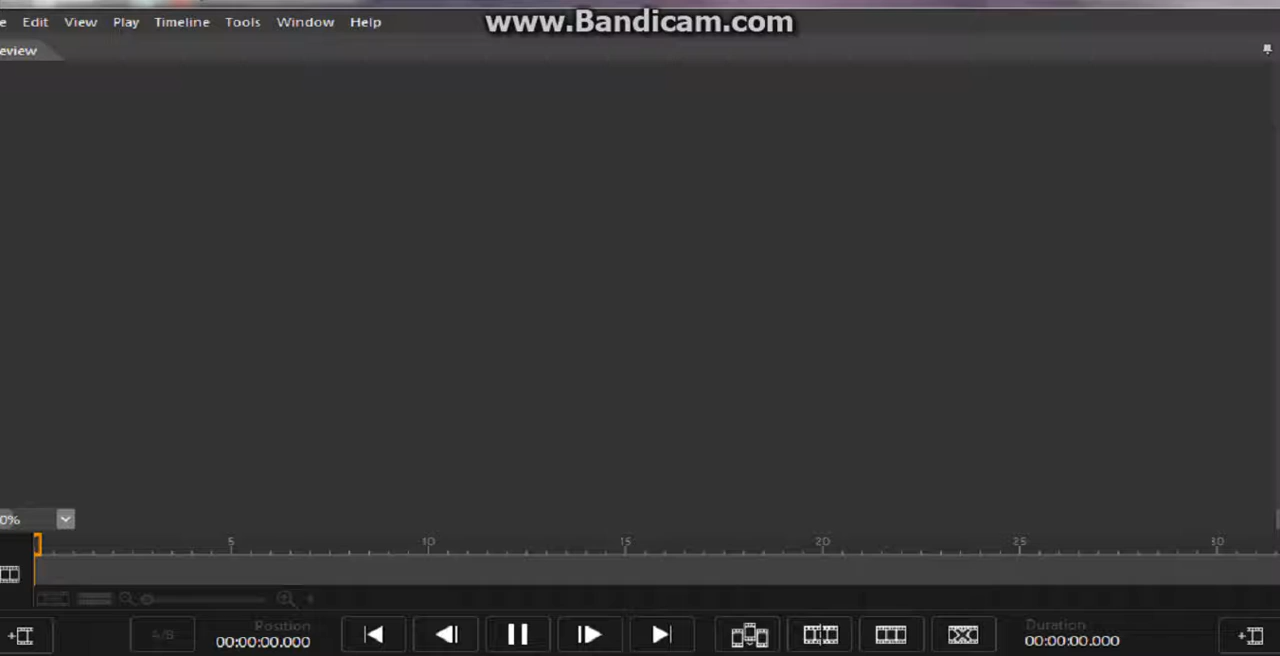 e Edit View Play Timeline Tools Window Help
www.Bandicam.com
eview
0%
5 10 15 20 25 30
A/B
Position
00:00:00.000
Duration
00:00:00.000